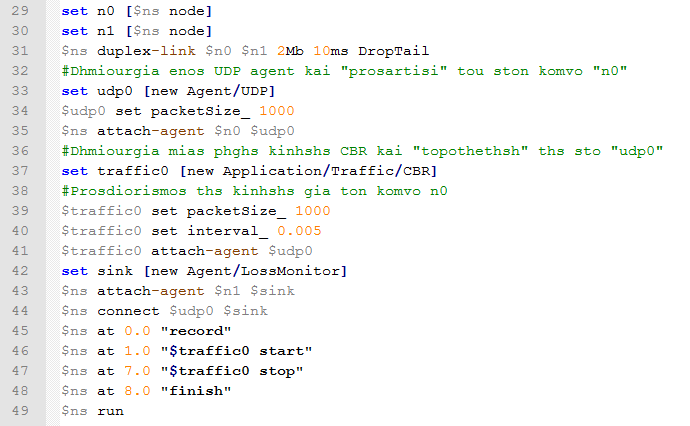 29 set n0 [$ns node]
30 set n1 [$ns node]
31 $ns duplex-link $n0 $n1 2Mb 10ms DropTail
32 #Dhmiourgia enos UDP agent kai "prosartisi" tou ston komvo "n0"
33 set udp0 [new Agent/UDP]
34 $udp0 set packetSize_ 1000
35 $ns attach-agent $n0 $udp0
36 #Dhmiourgia mias phghs kinhshs CBR kai "topothethsh" ths sto "udp0"
37 set traffic0 [new Application/Traffic/CBR]
38 #Prosdiorismos ths kinhshs gia ton komvo n0
39 $traffic0 set packetSize_ 1000
40 $traffic0 set interval_ 0.005
41 $traffic0 attach-agent $udp0
42 set sink [new Agent/LossMonitor]
43 $ns attach-agent $n1 $sink
44 $ns connect $udp0 $sink
45 $ns at 0.0 "record"
46 $ns at 1.0 "$traffic0 start"
47 $ns at 7.0 "$traffic0 stop"
48 $ns at 8.0 "finish"
49 $ns run